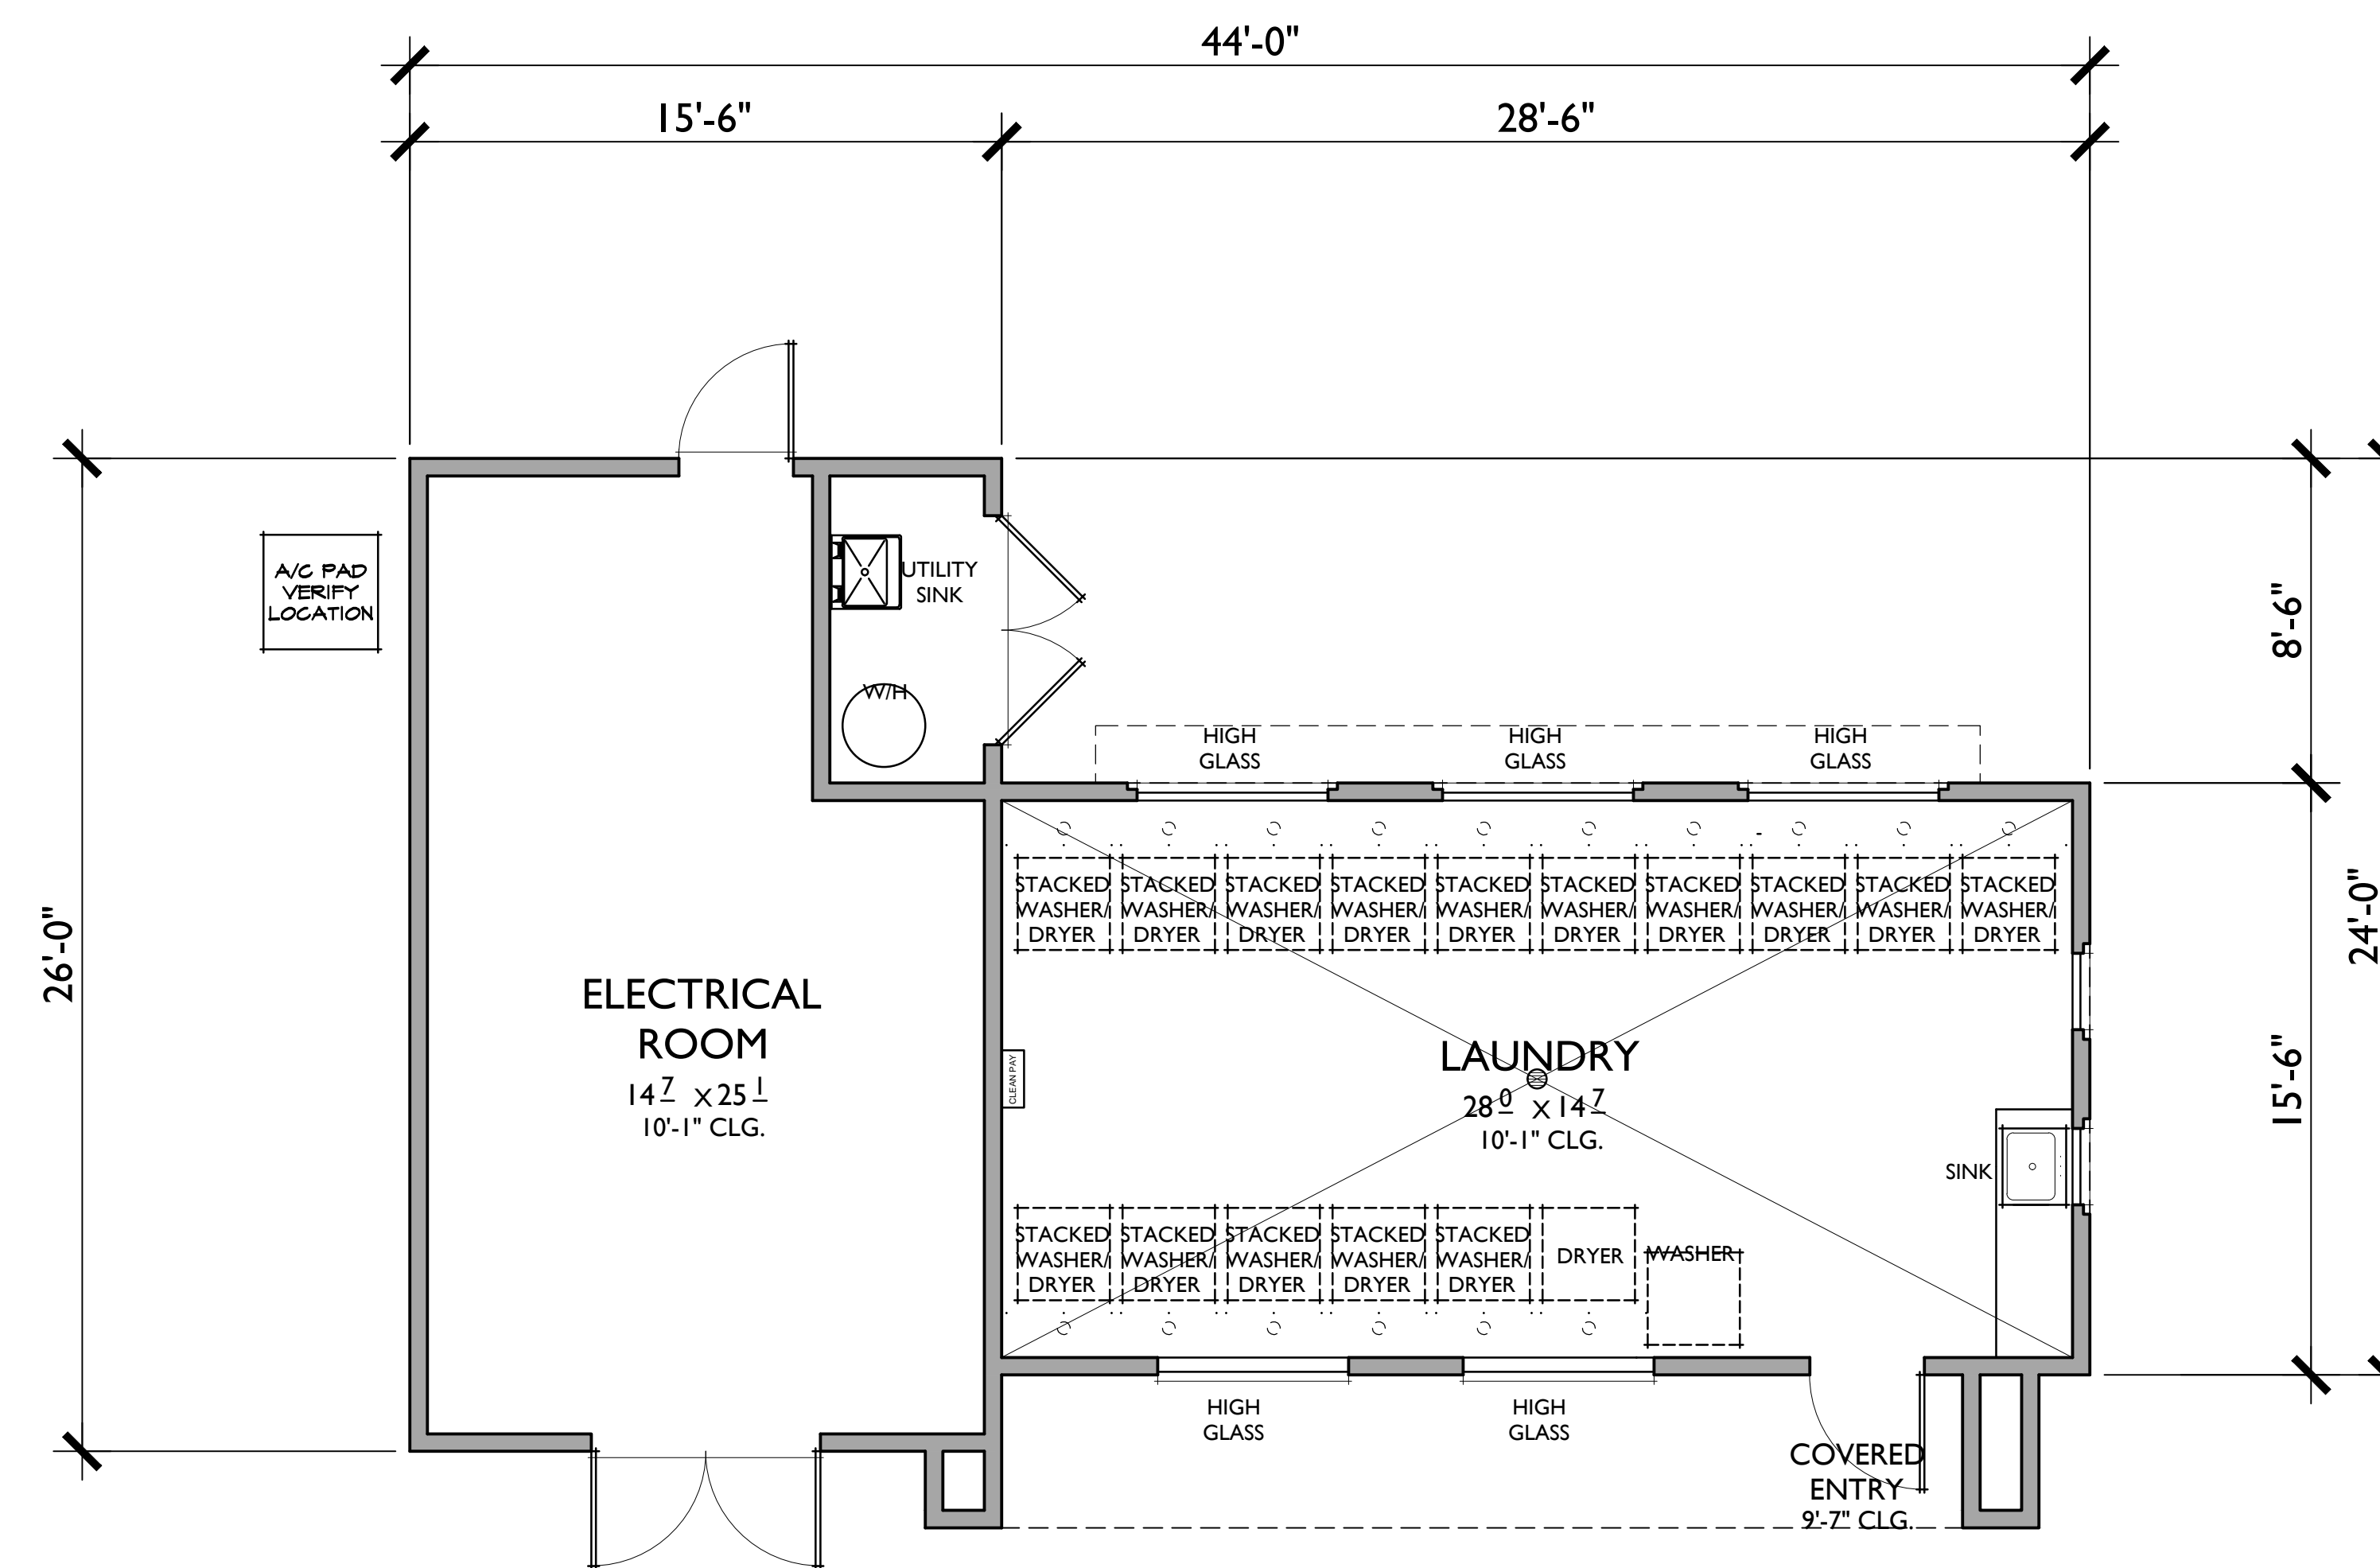 44'-0"
15'-6"
28'-6"
A/C PAD
VERIFY
LOCATION
UTILITY
SINK
W/H
8'-6"
HIGH
GLASS
HIGH
GLASS
HIGH
GLASS
STACKED
WASHER/
DRYER
STACKED
WASHER/
DRYER
STACKED
WASHER/
DRYER
STACKED
WASHER/
DRYER
STACKED
WASHER/
DRYER
STACKED
WASHER/
DRYER
STACKED
WASHER/
DRYER
STACKED
WASHER/
DRYER
STACKED
WASHER/
DRYER
STACKED
WASHER/
DRYER
26'-0"
24'-0"
ELECTRICAL
ROOM
14 7 X 25 1
10'-1" CLG.
CLEAN PAY
LAUNDRY
28 0 X 14 7
10'-1" CLG.
15'-6"
SINK
STACKED
WASHER/
DRYER
STACKED
WASHER/
DRYER
STACKED
WASHER/
DRYER
STACKED
WASHER/
DRYER
STACKED
WASHER/
DRYER
DRYER
WASHER
HIGH
GLASS
HIGH
GLASS
COVERED
ENTRY
9'-7" CLG.